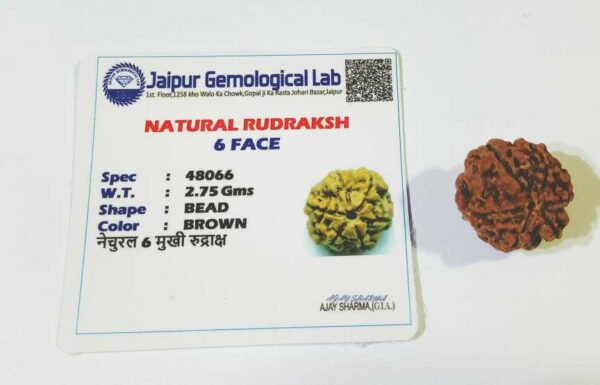 Jaipur Gemological Lab
1st. Floor,1258 kho Walo Ka Chowk,Gopal ji Ka Rasta Johari Bazar,Jaipur
NATURAL RUDRAKSH
6 FACE
Spec : 48066
W.T. : 2.75 Gms
Shape : BEAD
Color : BROWN
नेचुरल 6 मुखी रुद्राक्ष
AJAY SHARMA
AJAY SHARMA,(G.I.A.)